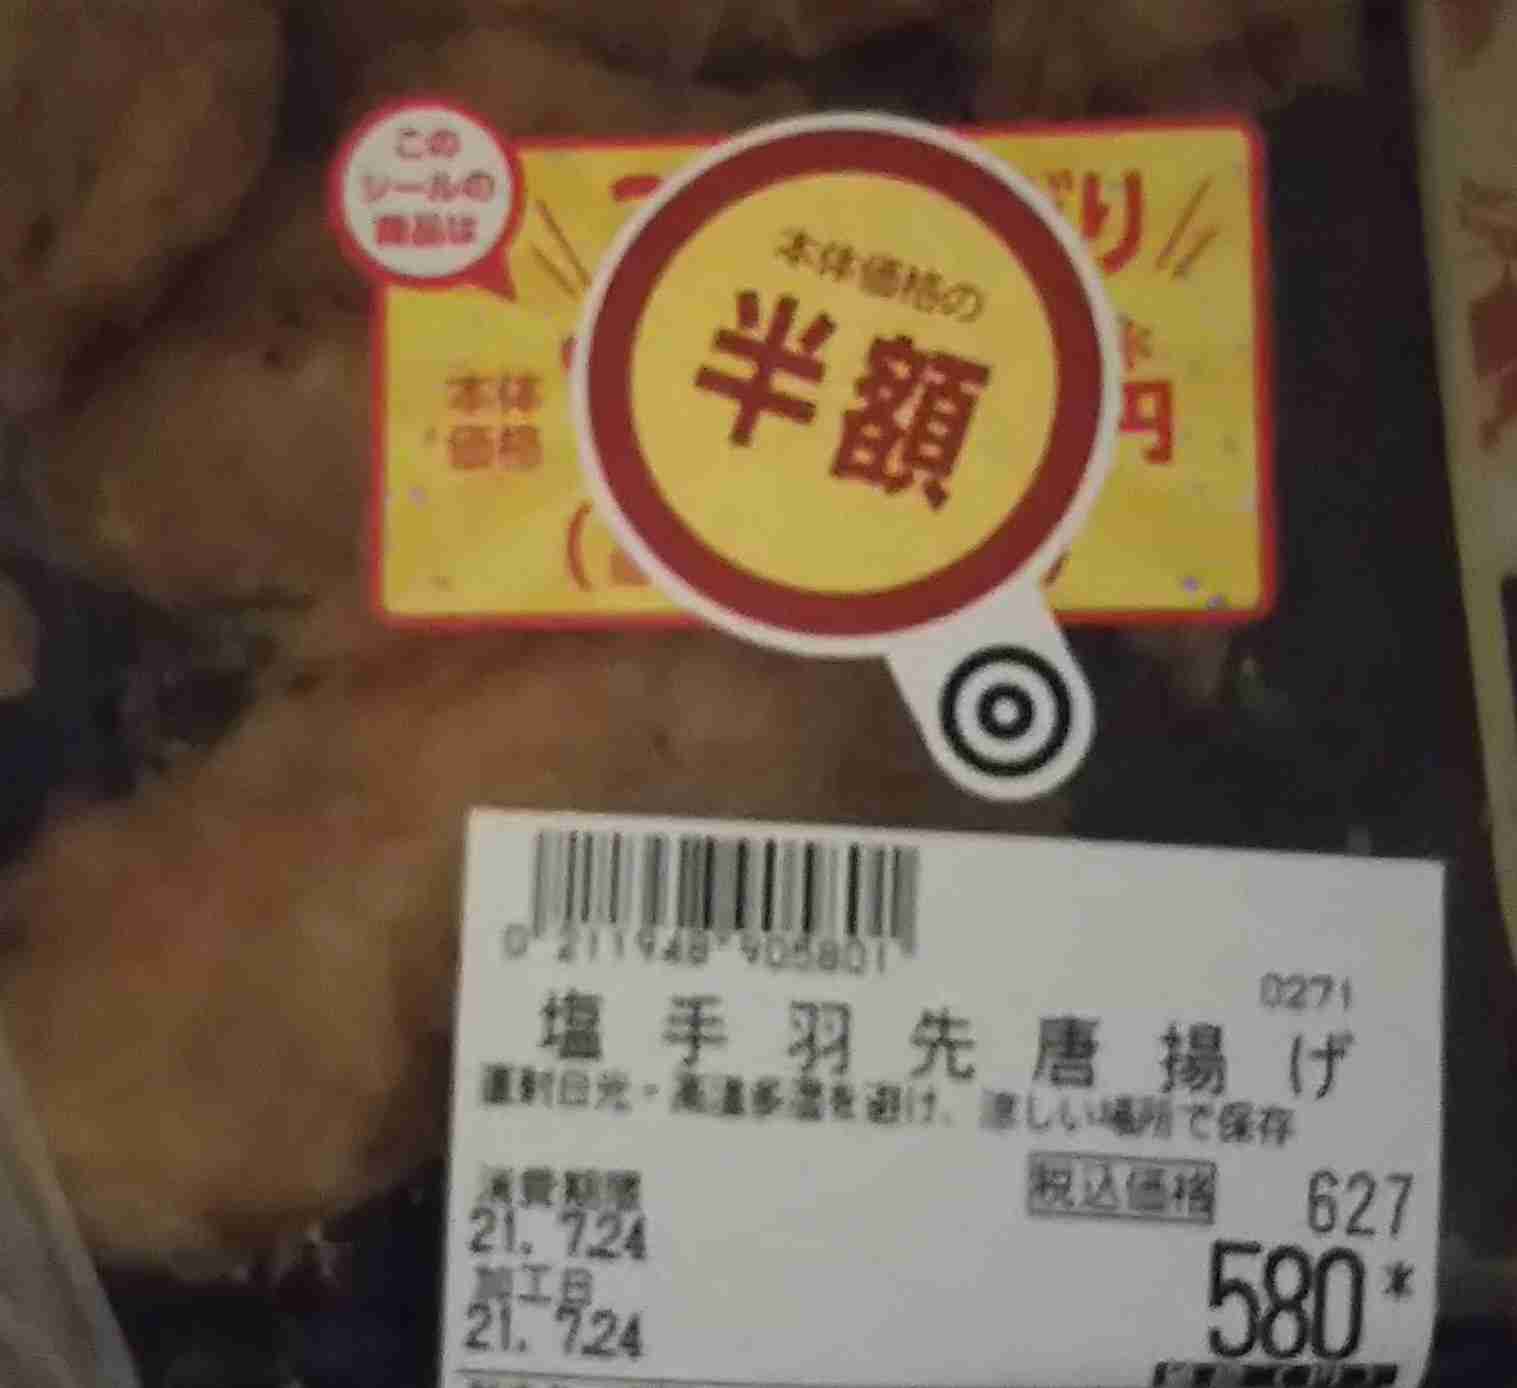 この
シールの
商品は
り
本体価格の
半額
本体
価格
円
0 211948 905801
0271
塩手羽先唐揚げ
直射日光・高温多湿を避け、涼しい場所で保存
消費期限
21. 7.24
税込価格 627
加工日
21. 7.24
580*